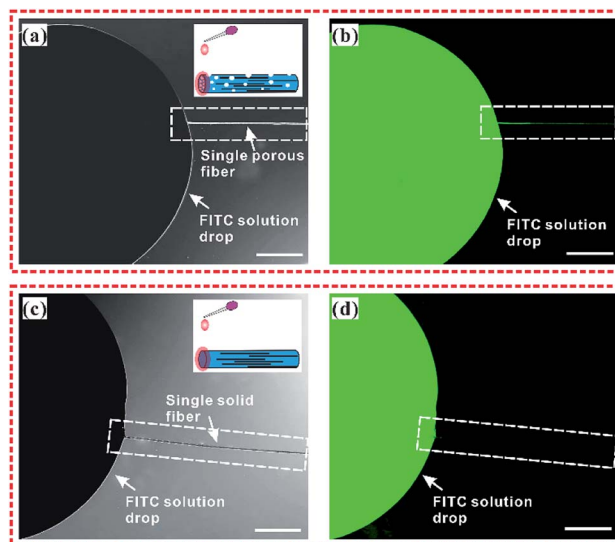 (a)
Single porous
fiber
FITC solution
drop
(b)
FITC solution
drop
(c)
Single solid
fiber
FITC solution
drop
(d)
FITC solution
drop